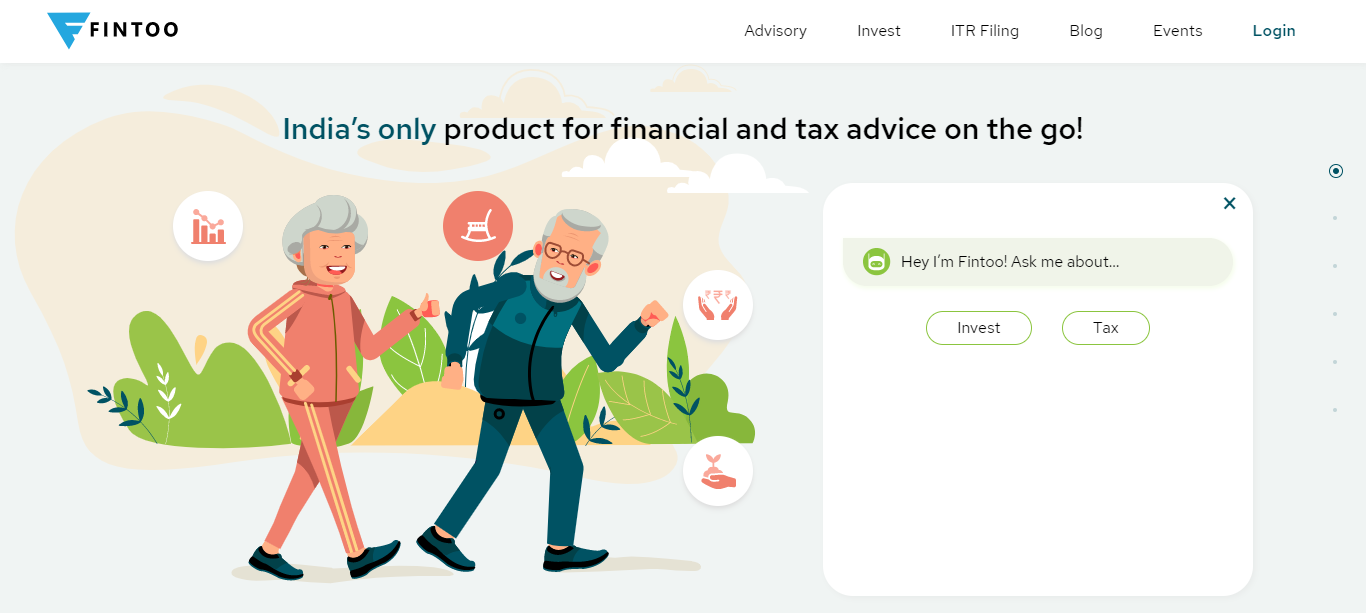 FINTOO
Advisory Invest ITR Filing Blog Events Login
India’s only product for financial and tax advice on the go!
Hey I’m Fintoo! Ask me about...
Invest Tax